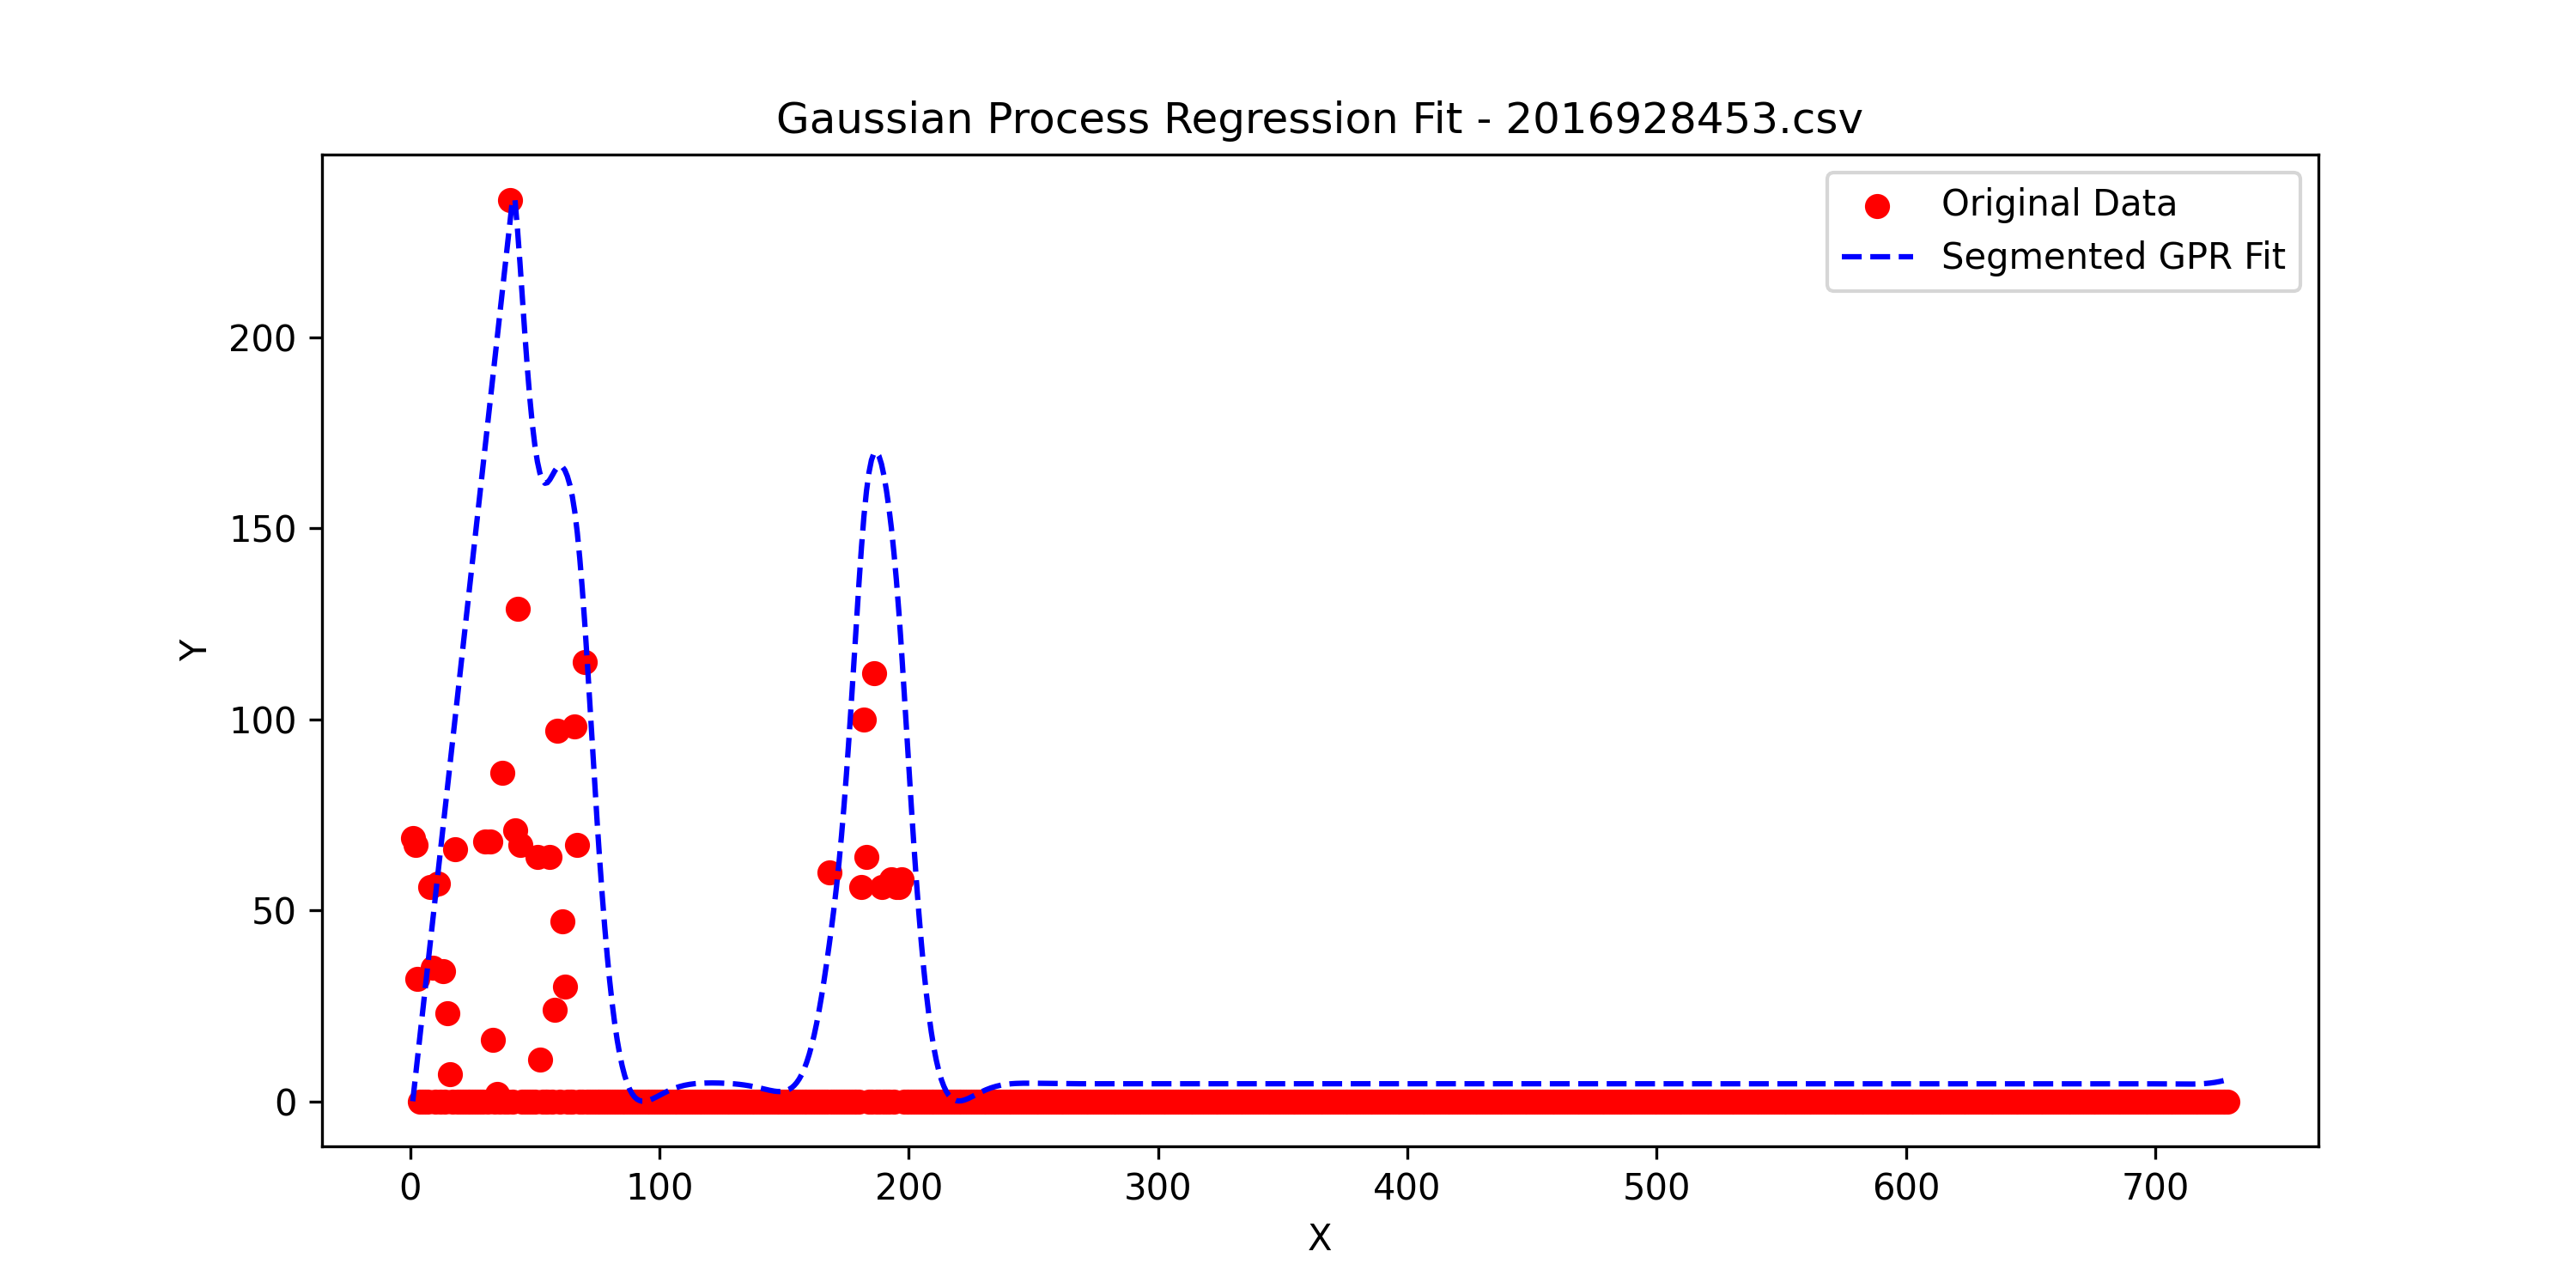 Gaussian Process Regression Fit - 2016928453.csv
Original Data
Segmented GPR Fit
200
150
100
50
0
Y
0 100 200 300 400 500 600 700
X